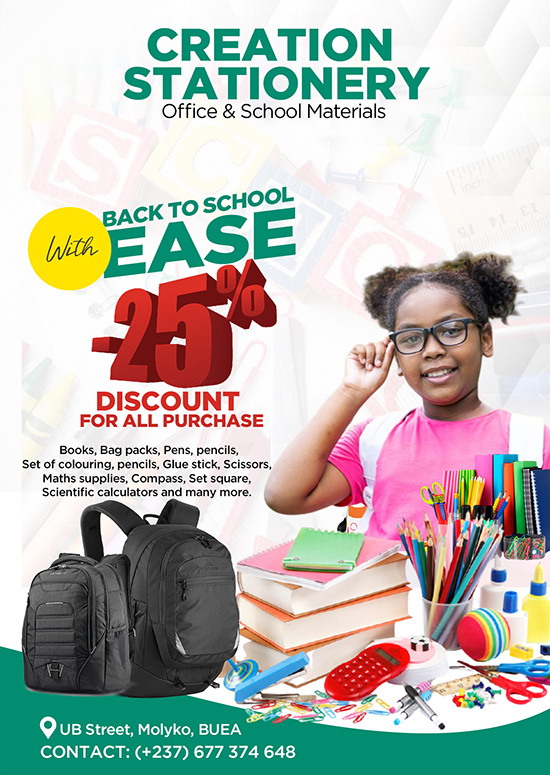 CREATION
STATIONERY
Office & School Materials
BACK TO SCHOOL
With EASE
-25%
DISCOUNT
FOR ALL PURCHASE
Books, Bag packs, Pens, pencils,
Set of colouring, pencils, Glue stick, Scissors,
Maths supplies, Compass, Set square,
Scientific calculators and many more.
UB Street, Molyko, BUEA
CONTACT: (+237) 677 374 648